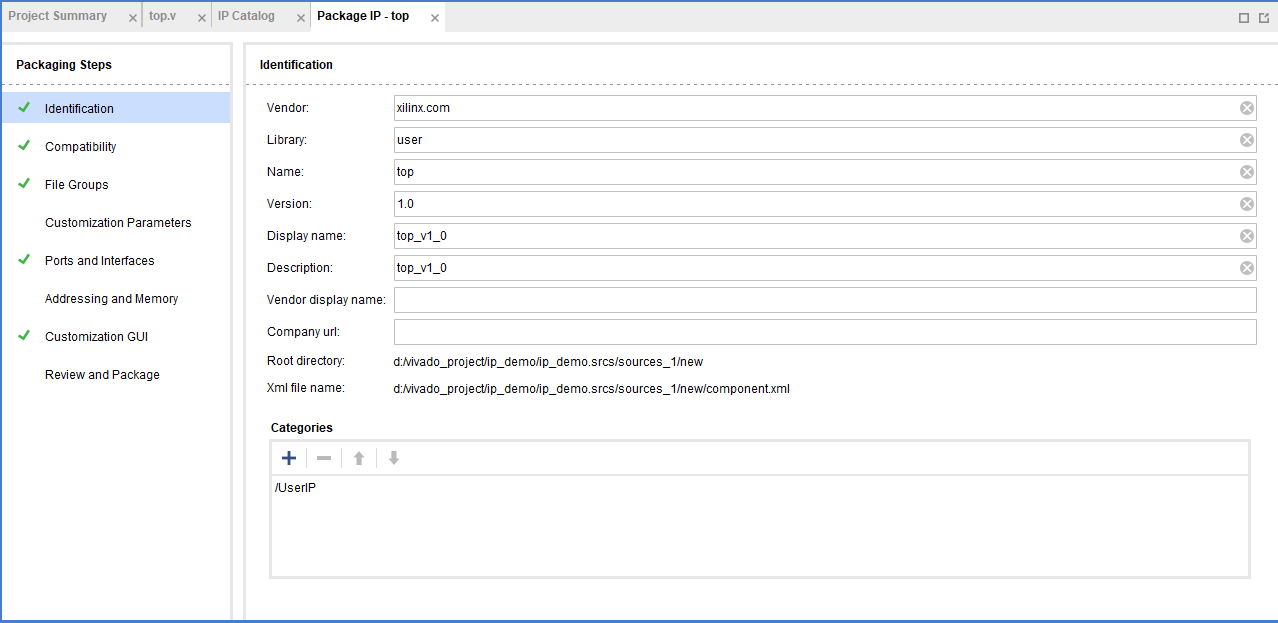 Project Summary
top.v
IP Catalog
Package IP - top
Packaging Steps
Identification
Compatibility
File Groups
Customization Parameters
Ports and Interfaces
Addressing and Memory
Customization GUI
Review and Package
Identification
Vendor: xilinx.com
Library: user
Name: top
Version: 1.0
Display name: top_v1_0
Description: top_v1_0
Vendor display name:
Company url:
Root directory: d:/vivado_project/ip_demo/ip_demo.srcs/sources_1/new
Xml file name: d:/vivado_project/ip_demo/ip_demo.srcs/sources_1/new/component.xml
Categories
/UserIP